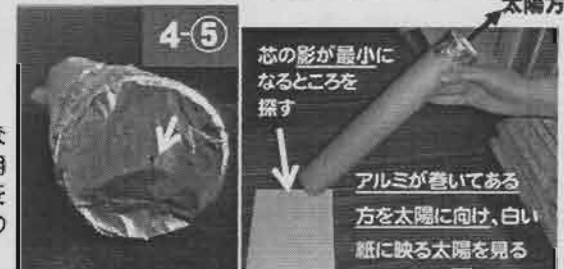 4-⑤
太陽方
芯の影が最小に
なるところを
探す
アルミが巻いてある
方を太陽に向け、白い
紙に映る太陽を見る